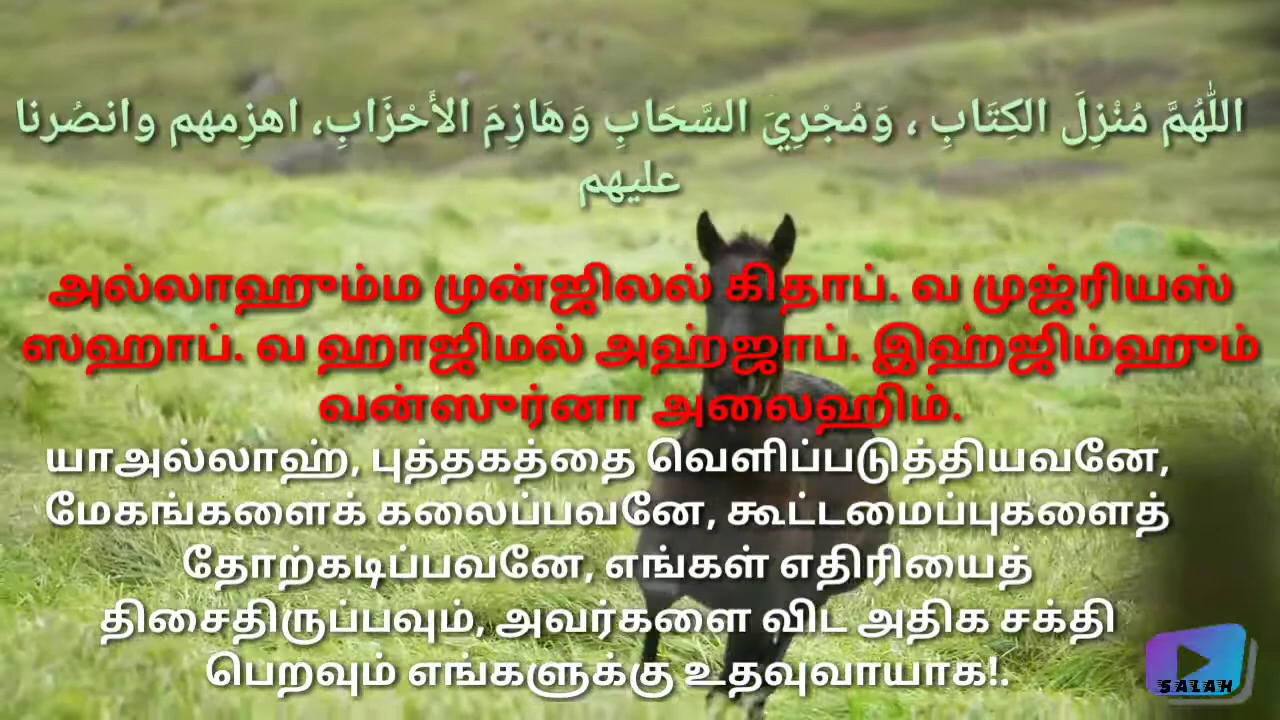 اللّٰهُمَّ مُنْزِلَ الكِتَابِ ، وَمُجْرِيَ السَّحَابِ وَهَازِمَ الأَحْزَابِ، اهزِمهم وانصُرنا
عليهم
அல்லாஹும்ம முன்ஜிலல் கிதாப். வ முஜ்ரியஸ்
ஸஹாப். வ ஹாஜிமல் அஹ்ஜாப். இஹ்ஜிம்ஹும்
வன்ஸுர்னா அலைஹிம்.
யாஅல்லாஹ், புத்தகத்தை வெளிப்படுத்தியவனே,
மேகங்களைக் கலைப்பவனே, கூட்டமைப்புகளைத்
தோற்கடிப்பவனே, எங்கள் எதிரியைத்
திசைதிருப்பவும், அவர்களை விட அதிக சக்தி
பெறவும் எங்களுக்கு உதவுவாயாக!.
SALAH